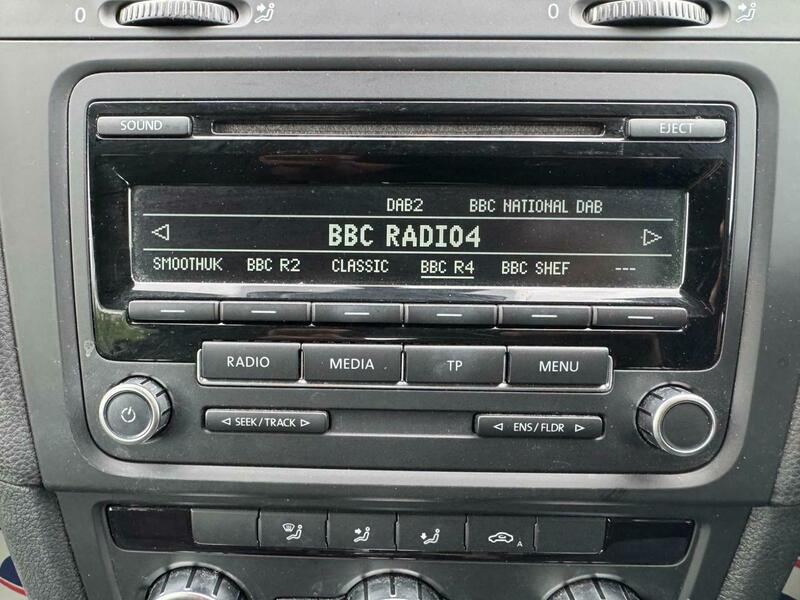 0 0
SOUND EJECT
DAB2 BBC NATIONAL DAB
BBC RADIO4
SMOOTHUK BBC R2 CLASSIC BBC R4 BBC SHEF ---
RADIO MEDIA TP MENU
SEEK / TRACK ENS / FLDR
A